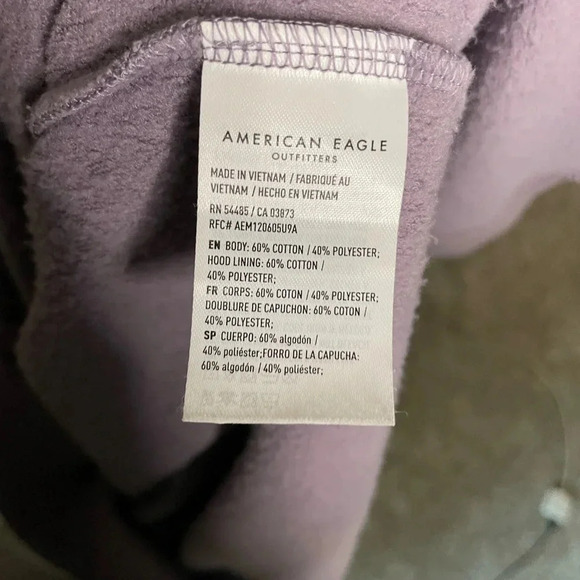 AMERICAN EAGLE
OUTFITTERS
MADE IN VIETNAM / FABRIQUÉ AU
VIETNAM / HECHO EN VIETNAM
RN 54485 / CA 03873
RFC# AEM120605U9A
EN BODY: 60% COTTON / 40% POLYESTER;
HOOD LINING: 60% COTTON /
40% POLYESTER;
FR CORPS: 60% COTON / 40% POLYESTER;
DOUBLURE DE CAPUCHON: 60% COTON /
40% POLYESTER;
SP CUERPO: 60% algodón /
40% poliéster;FORRO DE LA CAPUCHA:
60% algodón / 40% poliéster;